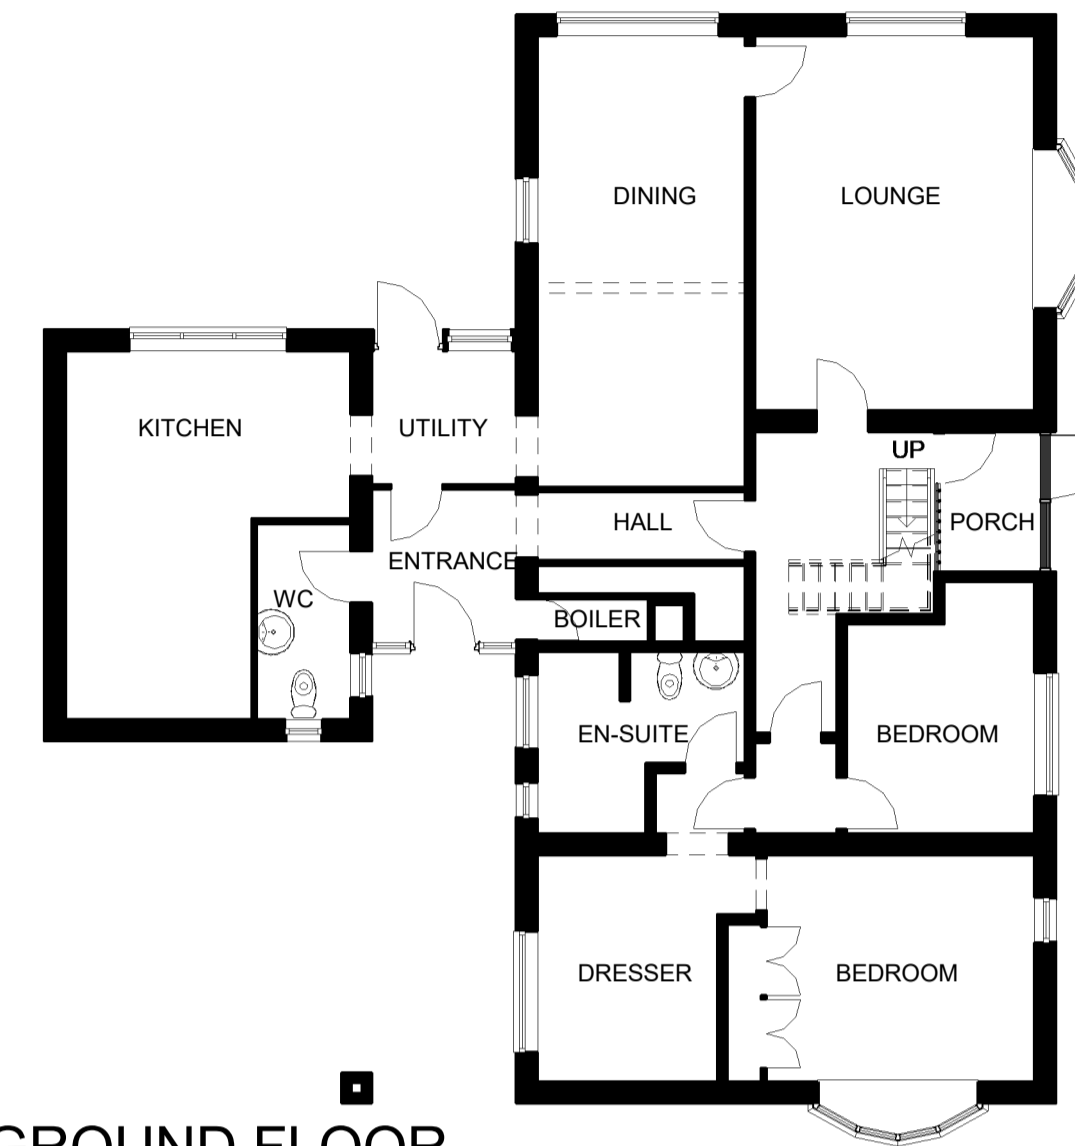 DINING
LOUNGE
KITCHEN
UTILITY
UP
HALL
PORCH
ENTRANCE
WC
BOILER
EN-SUITE
BEDROOM
DRESSER
BEDROOM
GROUND FLOOR